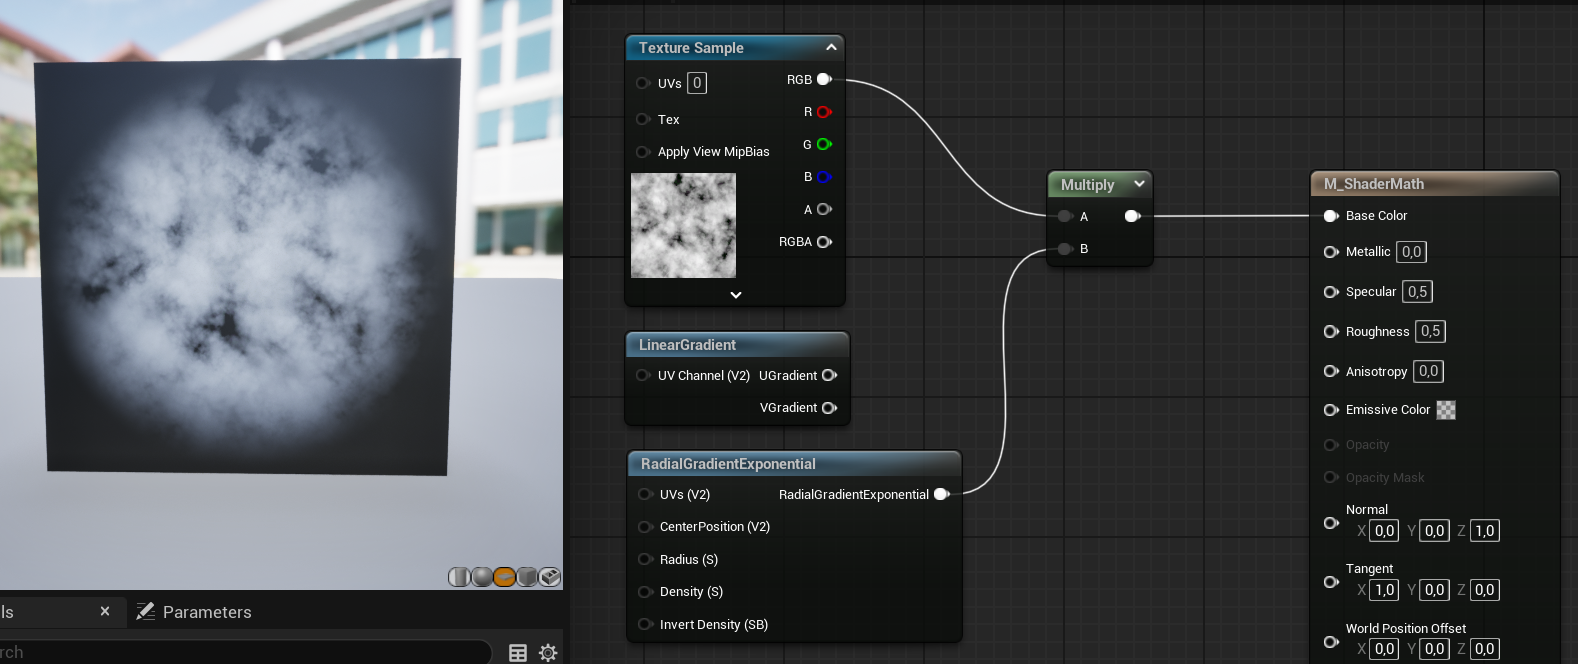 Texture Sample
UVs 0 RGB
R
Tex
G
Apply View MipBias
B
A
RGBA
LinearGradient
UV Channel (V2) UGradient
VGradient
RadialGradientExponential
UVs (V2) RadialGradientExponential
CenterPosition (V2)
Radius (S)
Density (S)
Invert Density (SB)
Multiply
A
B
M_ShaderMath
Base Color
Metallic 0,0
Specular 0,5
Roughness 0,5
Anisotropy 0,0
Emissive Color
Opacity
Opacity Mask
Normal
X 0,0 Y 0,0 Z 1,0
Tangent
X 1,0 Y 0,0 Z 0,0
World Position Offset
X 0,0 Y 0,0 Z 0,0
ls × Parameters
rch